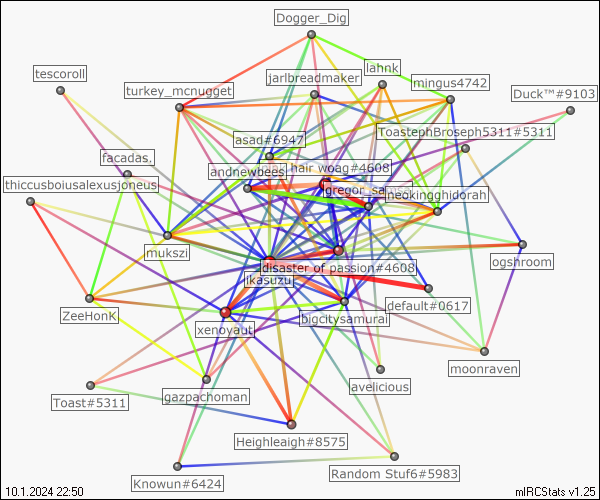 Dogger_Dig
tescoroll
jarlbreadmaker
lahnk
turkey_mcnugget
mingus4742
Duck™#9103
asad#6947
ToastephBroseph5311#5311
facadas.
andnewbees
hair woag#4608
thiccusboiusalexusjoneus
gregor_samsa
neokingghidorah
mukszi
ogshroom
disaster of passion#4608
ikasuzu
default#0617
ZeeHonk
xenoyaut
bigcitysamurai
moonraven
avelicious
gazpachoman
Toast#5311
Heighleaigh#8575
Knowun#6424
Random Stuf6#5983
10.1.2024 22:50
mIRCStats v1.25